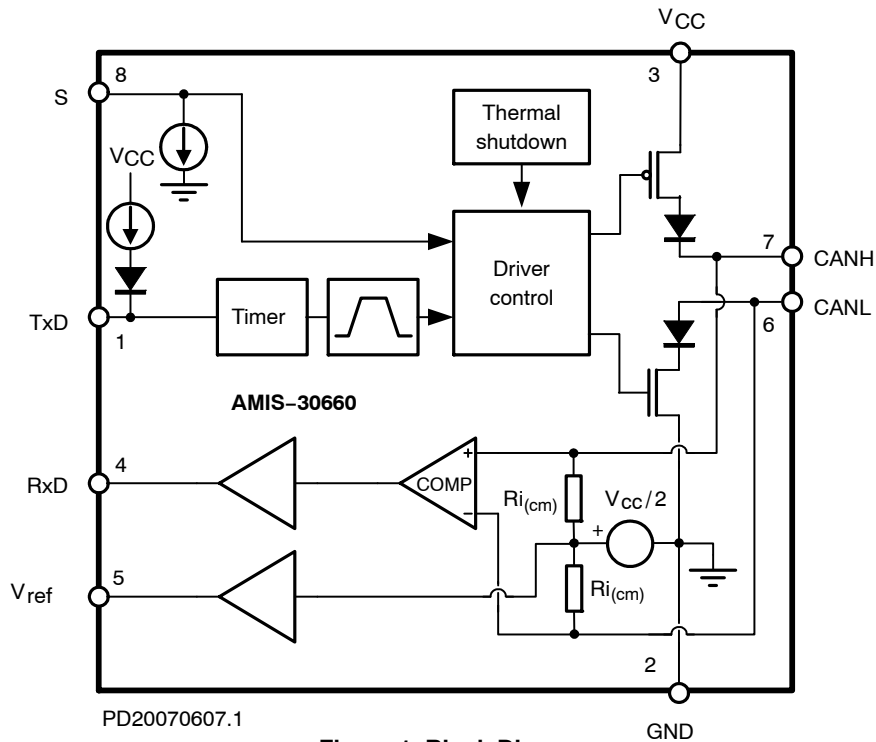 VCC
3
8
S
Thermal
shutdown
VCC
7
CANH
Driver
control
CANL
6
TxD
1
Timer
AMIS−30660
4
RxD
+
COMP
−
Ri(cm)
VCC/2
+
5
Vref
Ri(cm)
2
PD20070607.1
GND